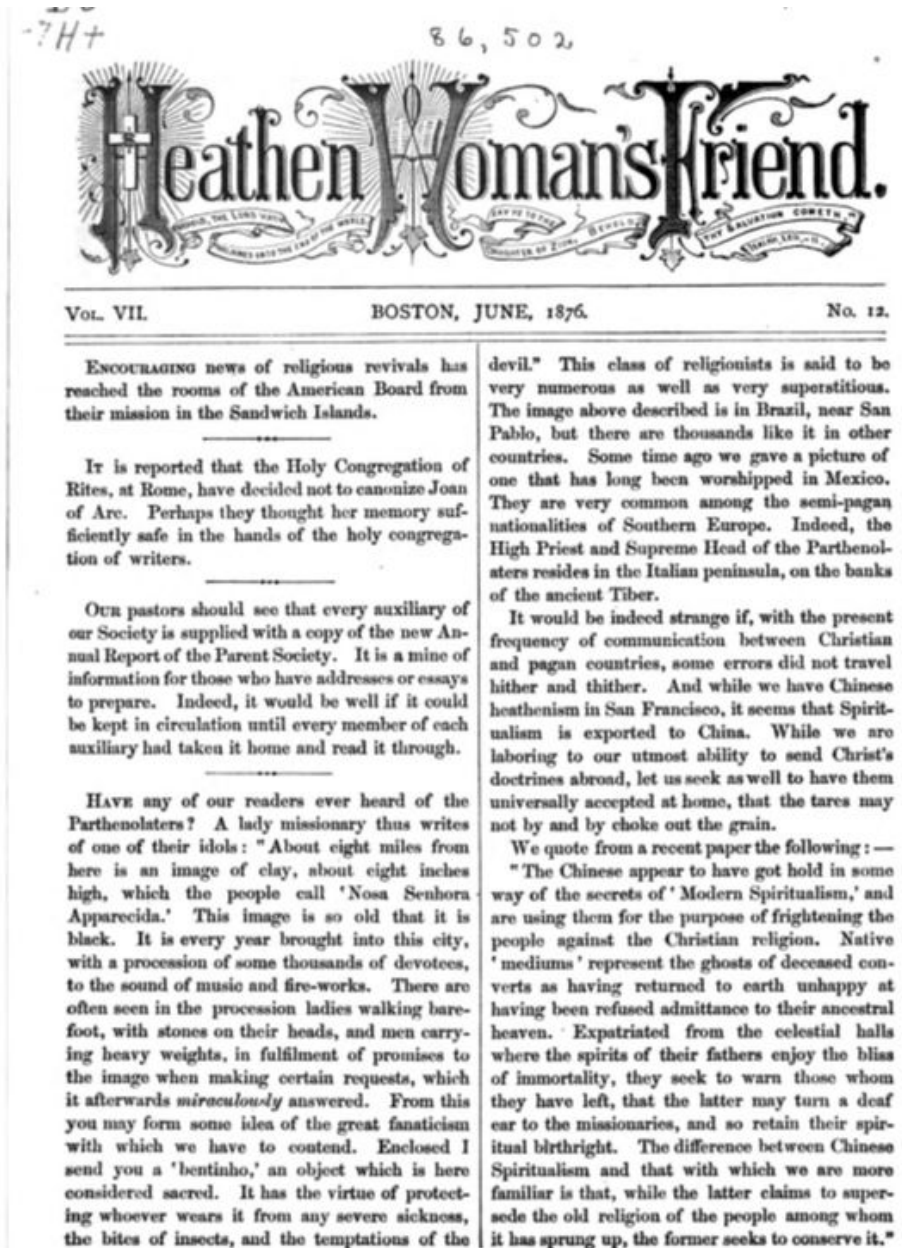 86,502
Heathen Woman's Friend.
THE LORD HATH
UNTO THE END OF THE WORLD
SAY YE TO THE
DAUGHTER OF ZION, BEHOLD,
THY SALVATION COMETH,"
Vol. VII.
BOSTON, JUNE, 1876.
No. 12.
Encouraging news of religious revivals has
reached the rooms of the American Board from
their mission in the Sandwich Islands.
It is reported that the Holy Congregation of
Rites, at Rome, have decided not to canonize Joan
of Arc. Perhaps they thought her memory suf-
ficiently safe in the hands of the holy congrega-
tion of writers.
Our pastors should see that every auxiliary of
our Society is supplied with a copy of the new An-
nual Report of the Parent Society. It is a mine of
information for those who have addresses or essays
to prepare. Indeed, it would be well if it could
be kept in circulation until every member of each
auxiliary had taken it home and read it through.
Have any of our readers ever heard of the
Parthenolaters? A lady missionary thus writes
of one of their idols: "About eight miles from
here is an image of clay, about eight inches
high, which the people call 'Nosa Senhora
Apparecida.' This image is so old that it is
black. It is every year brought into this city,
with a procession of some thousands of devotees,
to the sound of music and fire-works. There are
often seen in the procession ladies walking bare-
foot, with stones on their heads, and men carry-
ing heavy weights, in fulfilment of promises to
the image when making certain requests, which
it afterwards miraculously answered. From this
you may form some idea of the great fanaticism
with which we have to contend. Enclosed I
send you a 'bentinho,' an object which is here
considered sacred. It has the virtue of protect-
ing whoever wears it from any severe sickness,
the bites of insects, and the temptations of the
devil." This class of religionists is said to be
very numerous as well as very superstitious.
The image above described is in Brazil, near San
Pablo, but there are thousands like it in other
countries. Some time ago we gave a picture of
one that has long been worshipped in Mexico.
They are very common among the semi-pagan
nationalities of Southern Europe. Indeed, the
High Priest and Supreme Head of the Parthenol-
aters resides in the Italian peninsula, on the banks
of the ancient Tiber.
It would be indeed strange if, with the present
frequency of communication between Christian
and pagan countries, some errors did not travel
hither and thither. And while we have Chinese
heathenism in San Francisco, it seems that Spirit-
ualism is exported to China. While we are
laboring to our utmost ability to send Christ's
doctrines abroad, let us seek as well to have them
universally accepted at home, that the tares may
not by and by choke out the grain.
We quote from a recent paper the following: —
"The Chinese appear to have got hold in some
way of the secrets of 'Modern Spiritualism,' and
are using them for the purpose of frightening the
people against the Christian religion. Native
'mediums' represent the ghosts of deceased con-
verts as having returned to earth unhappy at
having been refused admittance to their ancestral
heaven. Expatriated from the celestial halls
where the spirits of their fathers enjoy the bliss
of immortality, they seek to warn those whom
they have left, that the latter may turn a deaf
ear to the missionaries, and so retain their spir-
itual birthright. The difference between Chinese
Spiritualism and that with which we are more
familiar is that, while the latter claims to super-
sede the old religion of the people among whom
it has sprung up, the former seeks to conserve it."